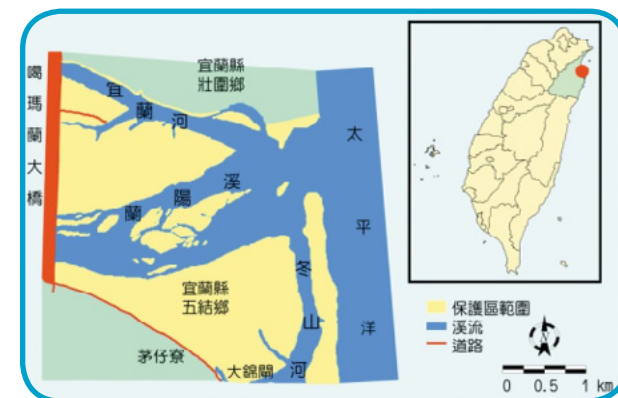 噶瑪蘭大橋
宜蘭縣
壯圍鄉
宜蘭河
太平洋
蘭陽溪
宜蘭縣
五結鄉
冬山河
茅仔寮
大錦閘
保護區範圍
溪流
道路
0 0.5 1 km